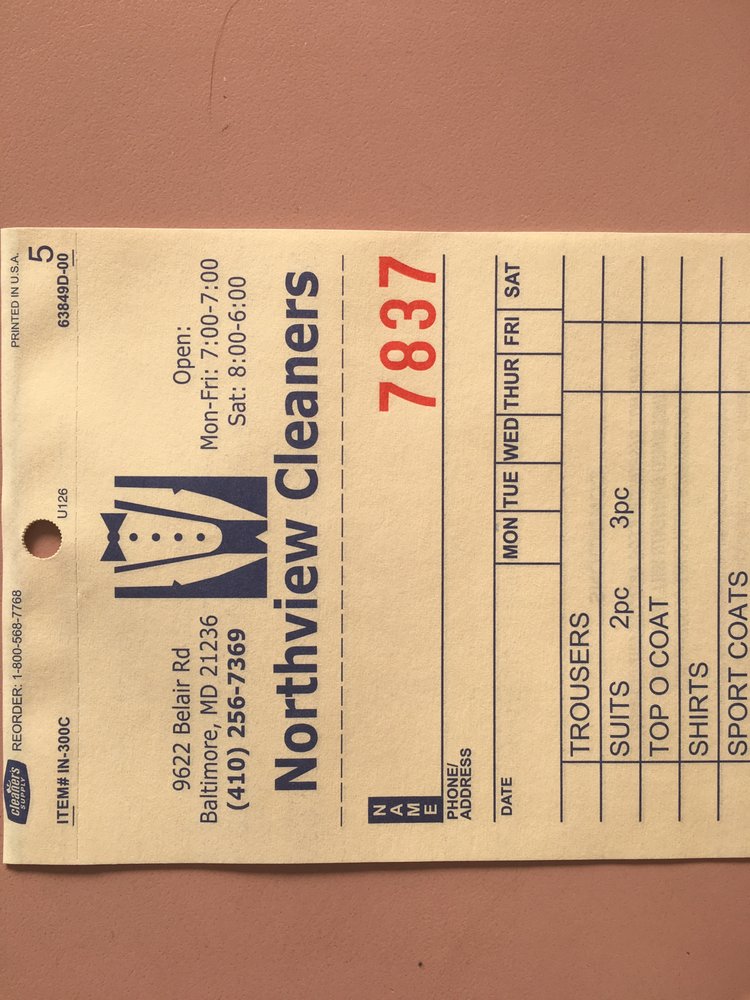 cleaner's SUPPLY REORDER: 1-800-568-7768 PRINTED IN U.S.A.
5
ITEM# IN-300C U126 63849D-00
9622 Belair Rd
Baltimore, MD 21236
(410) 256-7369
Open:
Mon-Fri: 7:00-7:00
Sat: 8:00-6:00
Northview Cleaners
NAME 7837
PHONE/
ADDRESS
DATE MON TUE WED THUR FRI SAT
TROUSERS
SUITS 2pc 3pc
TOP O COAT
SHIRTS
SPORT COATS